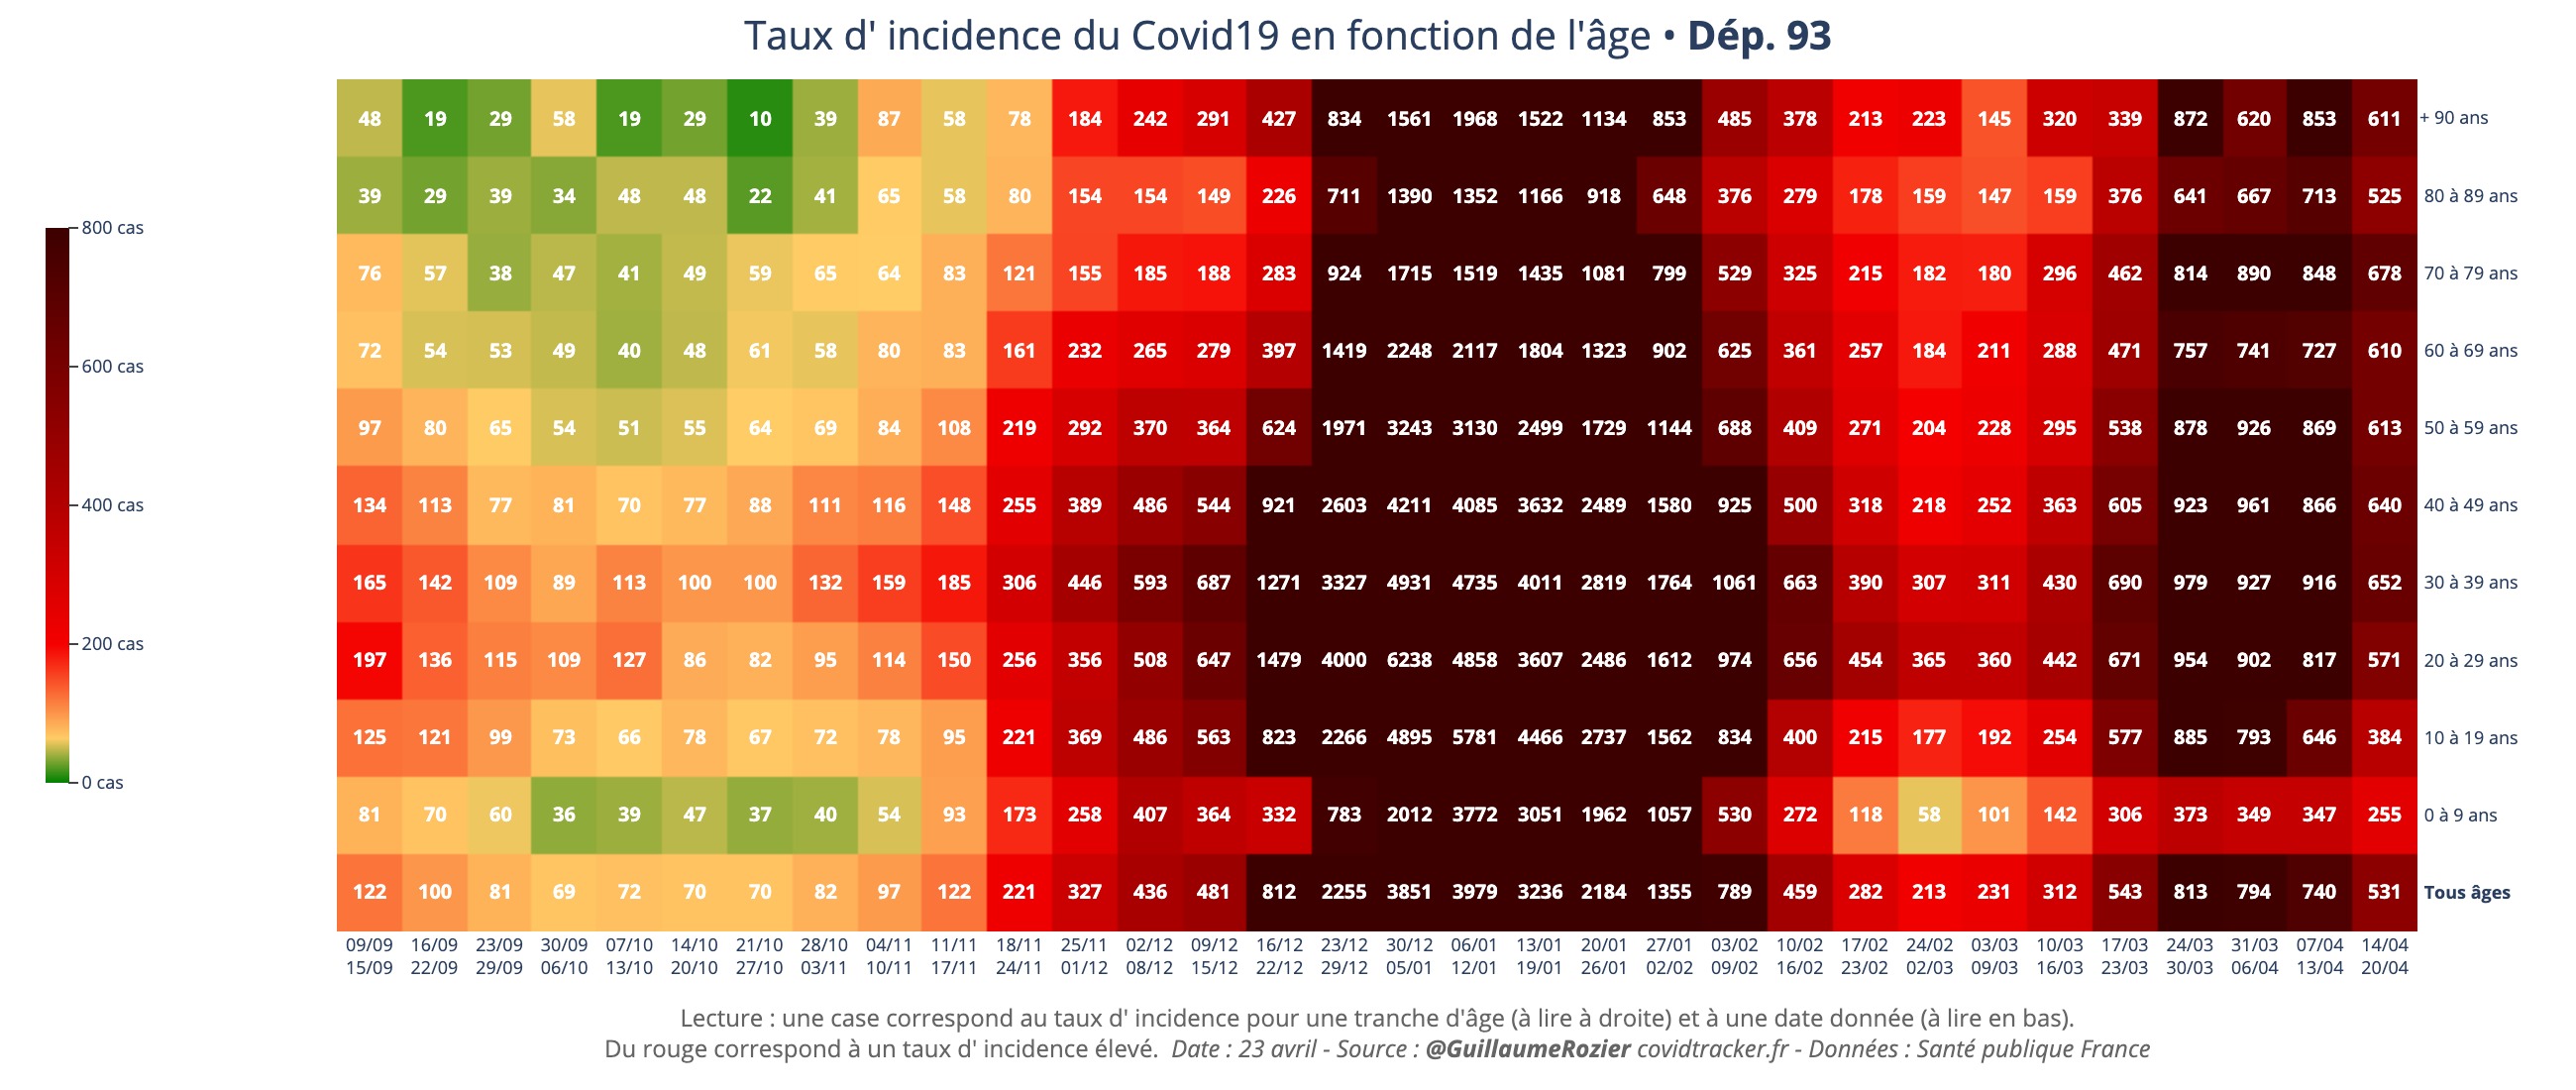 Taux d' incidence du Covid19 en fonction de l'âge • Dép. 93
800 cas
600 cas
400 cas
200 cas
0 cas
48 19 29 58 19 29 10 39 87 58 78 184 242 291 427 834 1561 1968 1522 1134 853 485 378 213 223 145 320 339 872 620 853 611 + 90 ans
39 29 39 34 48 48 22 41 65 58 80 154 154 149 226 711 1390 1352 1166 918 648 376 279 178 159 147 159 376 641 667 713 525 80 à 89 ans
76 57 38 47 41 49 59 65 64 83 121 155 185 188 283 924 1715 1519 1435 1081 799 529 325 215 182 180 296 462 814 890 848 678 70 à 79 ans
72 54 53 49 40 48 61 58 80 83 161 232 265 279 397 1419 2248 2117 1804 1323 902 625 361 257 184 211 288 471 757 741 727 610 60 à 69 ans
97 80 65 54 51 55 64 69 84 108 219 292 370 364 624 1971 3243 3130 2499 1729 1144 688 409 271 204 228 295 538 878 926 869 613 50 à 59 ans
134 113 77 81 70 77 88 111 116 148 255 389 486 544 921 2603 4211 4085 3632 2489 1580 925 500 318 218 252 363 605 923 961 866 640 40 à 49 ans
165 142 109 89 113 100 100 132 159 185 306 446 593 687 1271 3327 4931 4735 4011 2819 1764 1061 663 390 307 311 430 690 979 927 916 652 30 à 39 ans
197 136 115 109 127 86 82 95 114 150 256 356 508 647 1479 4000 6238 4858 3607 2486 1612 974 656 454 365 360 442 671 954 902 817 571 20 à 29 ans
125 121 99 73 66 78 67 72 78 95 221 369 486 563 823 2266 4895 5781 4466 2737 1562 834 400 215 177 192 254 577 885 793 646 384 10 à 19 ans
81 70 60 36 39 47 37 40 54 93 173 258 407 364 332 783 2012 3772 3051 1962 1057 530 272 118 58 101 142 306 373 349 347 255 0 à 9 ans
122 100 81 69 72 70 70 82 97 122 221 327 436 481 812 2255 3851 3979 3236 2184 1355 789 459 282 213 231 312 543 813 794 740 531 Tous âges
09/09 16/09 23/09 30/09 07/10 14/10 21/10 28/10 04/11 11/11 18/11 25/11 02/12 09/12 16/12 23/12 30/12 06/01 13/01 20/01 27/01 03/02 10/02 17/02 24/02 03/03 10/03 17/03 24/03 31/03 07/04 14/04
15/09 22/09 29/09 06/10 13/10 20/10 27/10 03/11 10/11 17/11 24/11 01/12 08/12 15/12 22/12 29/12 05/01 12/01 19/01 26/01 02/02 09/02 16/02 23/02 02/03 09/03 16/03 23/03 30/03 06/04 13/04 20/04
Lecture : une case correspond au taux d' incidence pour une tranche d'âge (à lire à droite) et à une date donnée (à lire en bas).
Du rouge correspond à un taux d' incidence élevé. Date : 23 avril - Source : @GuillaumeRozier covidtracker.fr - Données : Santé publique France